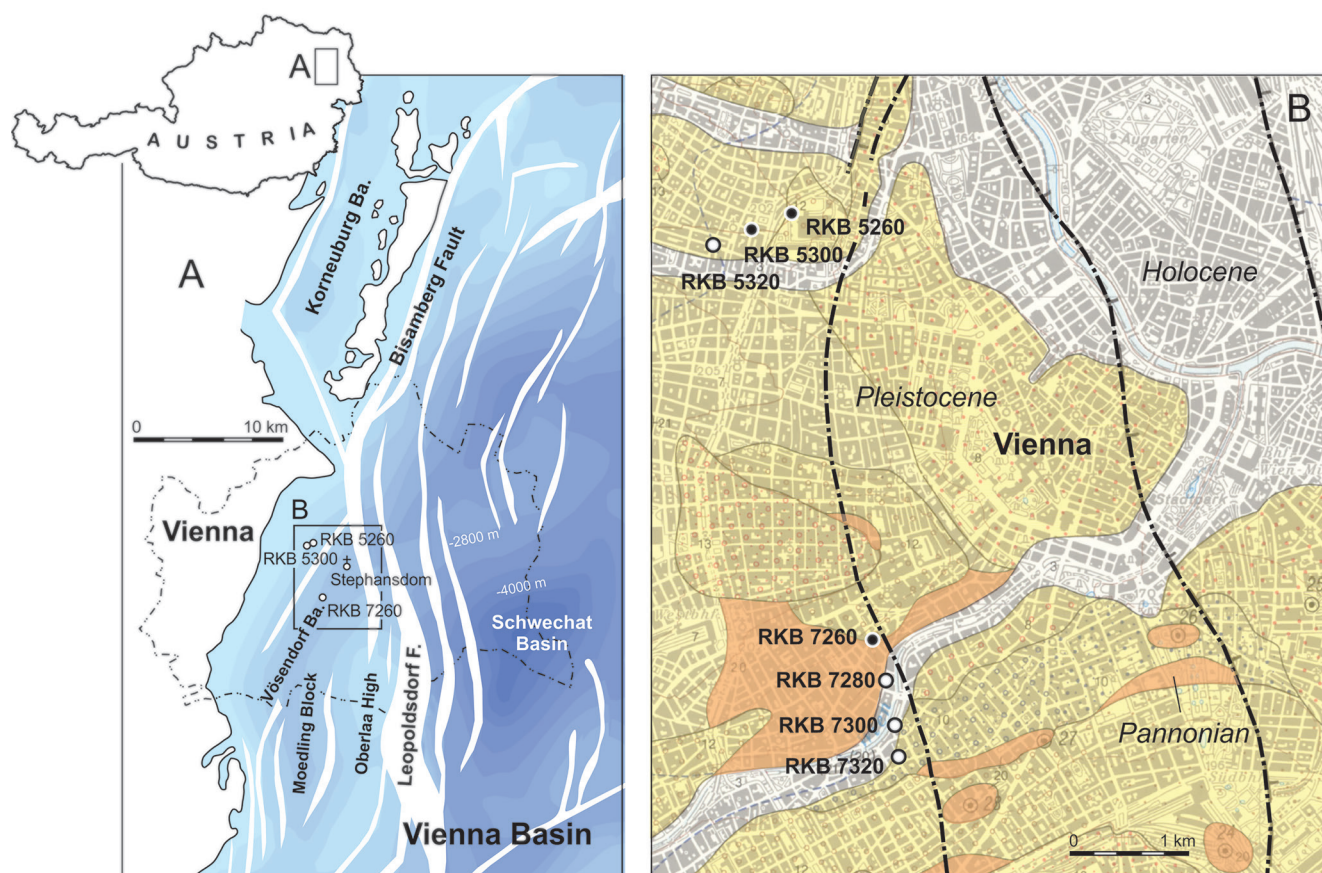 A
AUSTRIA
A
Korneuburg Ba.
Bisamberg Fault
0 10 km
Vienna
B
RKB 5260
RKB 5300
Stephansdom
RKB 7260
-2800 m
-4000 m
Schwechat
Basin
Vösendorf Ba.
Moedling Block
Oberlaa High
Leopoldsdorf F.
Vienna Basin
B
RKB 5260
RKB 5300
RKB 5320
Holocene
Pleistocene
Vienna
Stadtpark
RKB 7260
RKB 7280
RKB 7300
RKB 7320
Pannonian
0 1 km